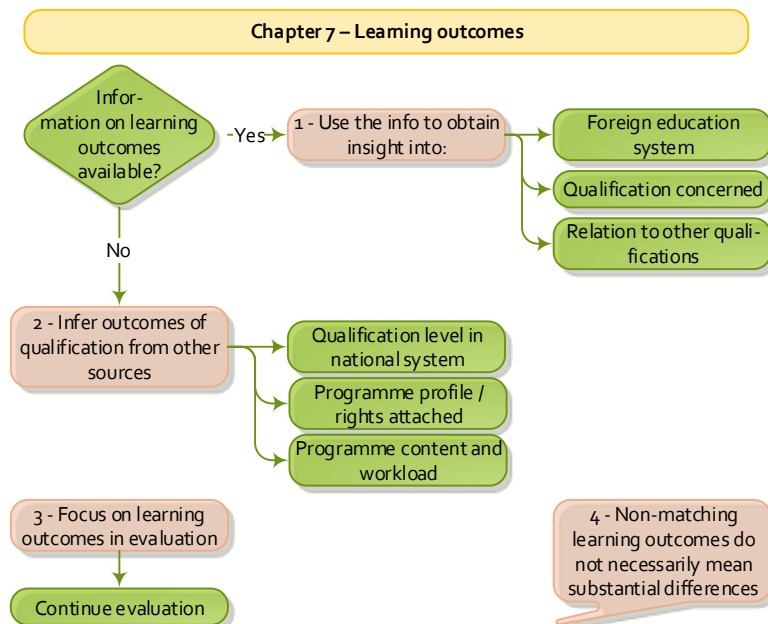 Chapter 7 – Learning outcomes
Infor-
mation on learning
outcomes
available?
Yes
1 - Use the info to obtain
insight into:
Foreign education
system
Qualification concerned
Relation to other quali-
fications
No
2 - Infer outcomes of
qualification from other
sources
Qualification level in
national system
Programme profile /
rights attached
Programme content and
workload
3 - Focus on learning
outcomes in evaluation
4 - Non-matching
learning outcomes do
not necessarily mean
substantial differences
Continue evaluation